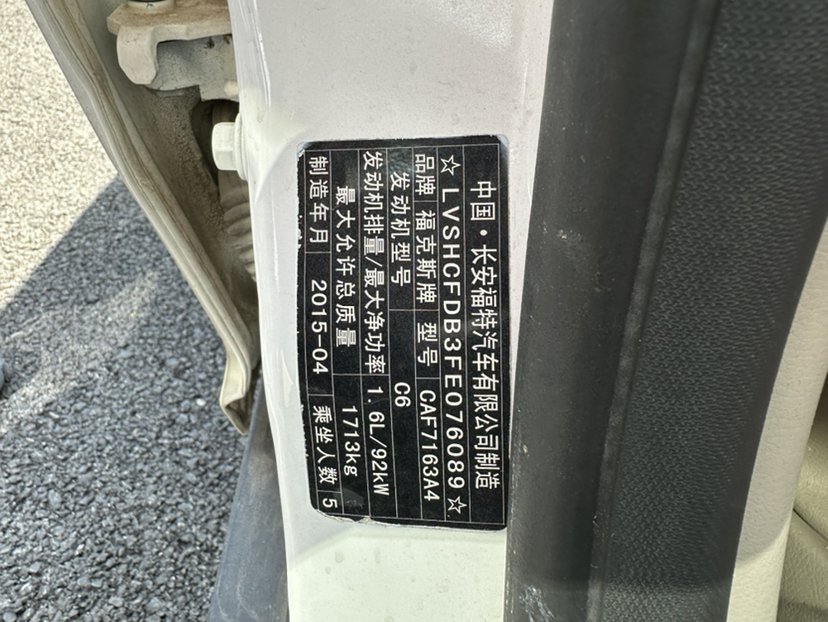 中国·长安福特汽车有限公司制造
☆LVSHCFDB3FE076089☆
品牌 福克斯牌 型号 CAF7163A4
发动机型号 C6
发动机排量/最大净功率 1.6L/92kW
最大允许总质量 1713kg
制造年月 2015-04 乘坐人数 5